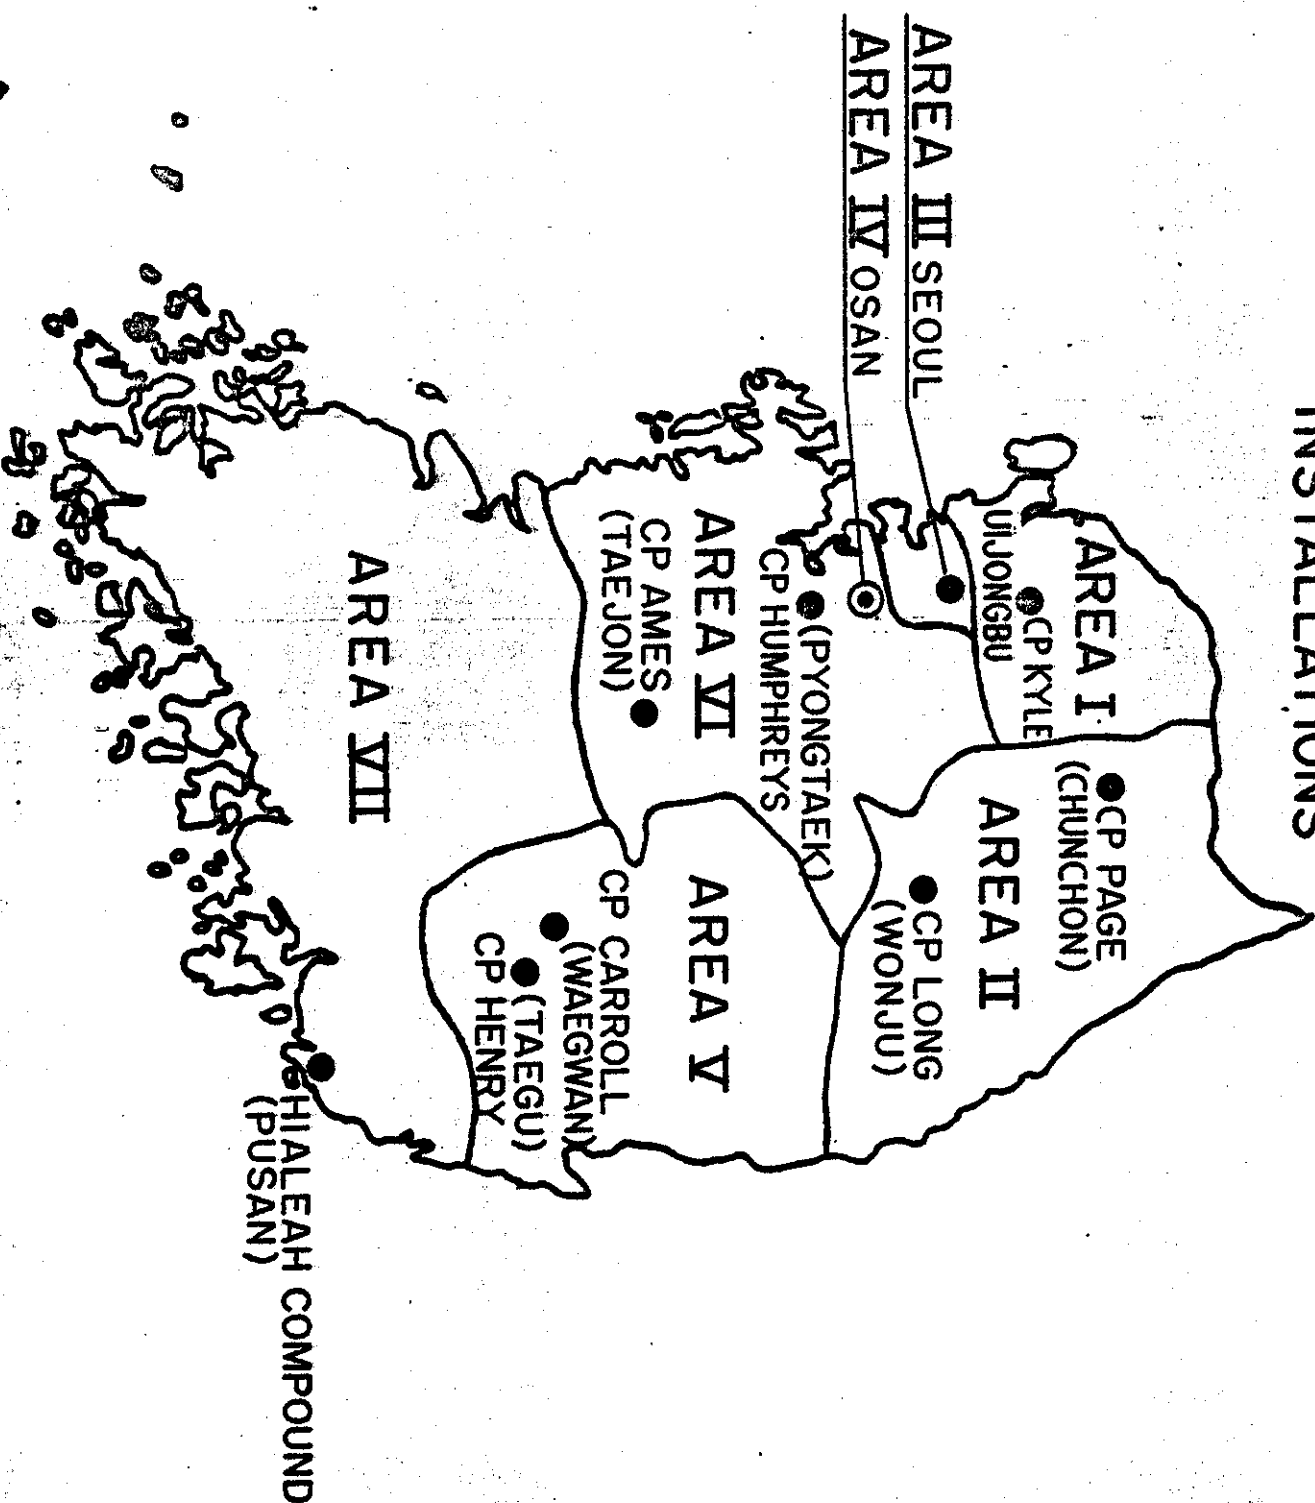 INSTALLATIONS
AREA I
CP KYLE
UIJONGBU
CP PAGE
(CHUNCHON)
AREA II
CP LONG
(WONJU)
AREA III SEOUL
AREA IV OSAN
(PYONGTAEK)
CP HUMPHREYS
AREA VI
CP AMES
(TAEJON)
AREA V
CP CARROLL
(WAEGWAN)
(TAEGU)
CP HENRY
AREA VII
HIALEAH COMPOUND
(PUSAN)